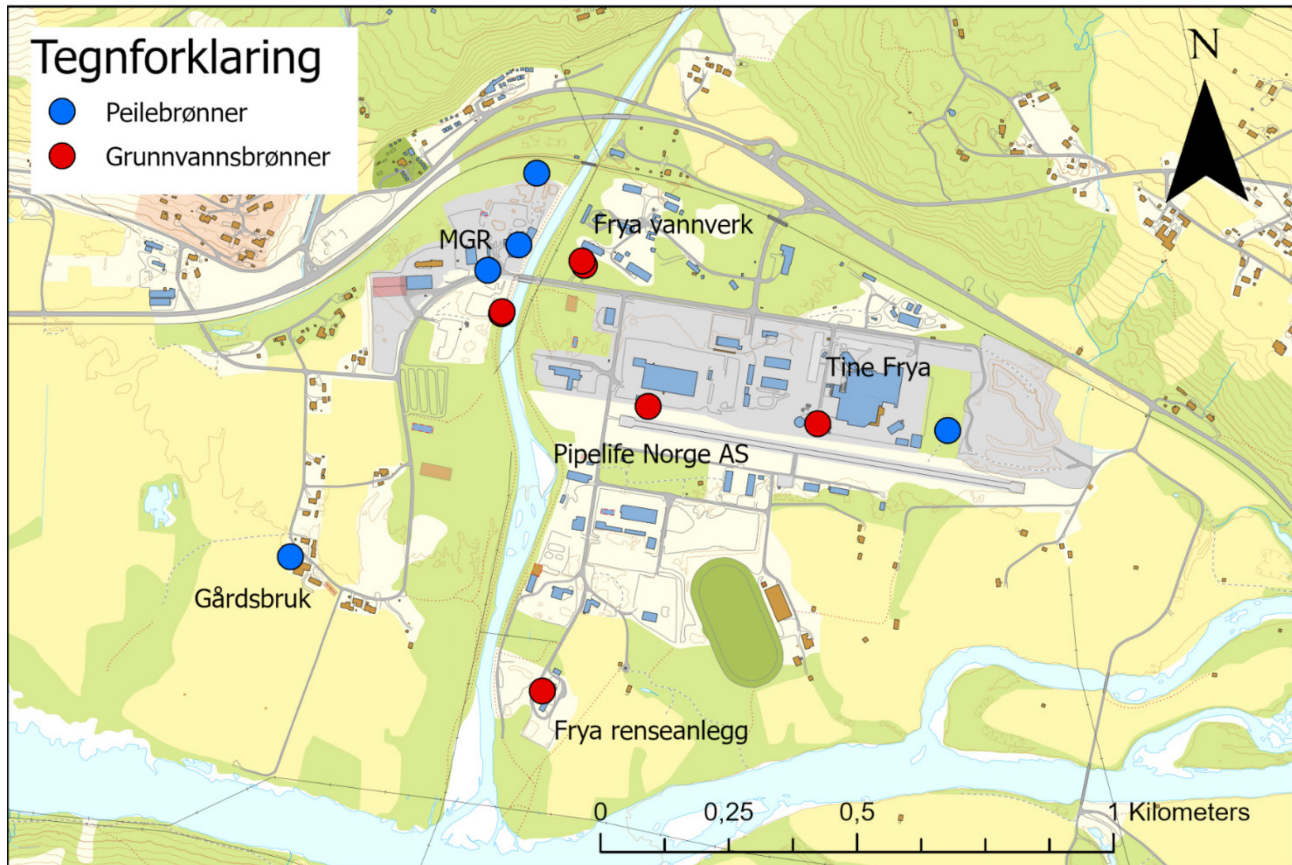 Tegnforklaring
Peilebrønner
Grunnvannsbrønner
N
Frya vannverk
MGR
Tine Frya
Pipelife Norge AS
Gårdsbruk
Frya renseanlegg
0 0,25 0,5 1 Kilometers